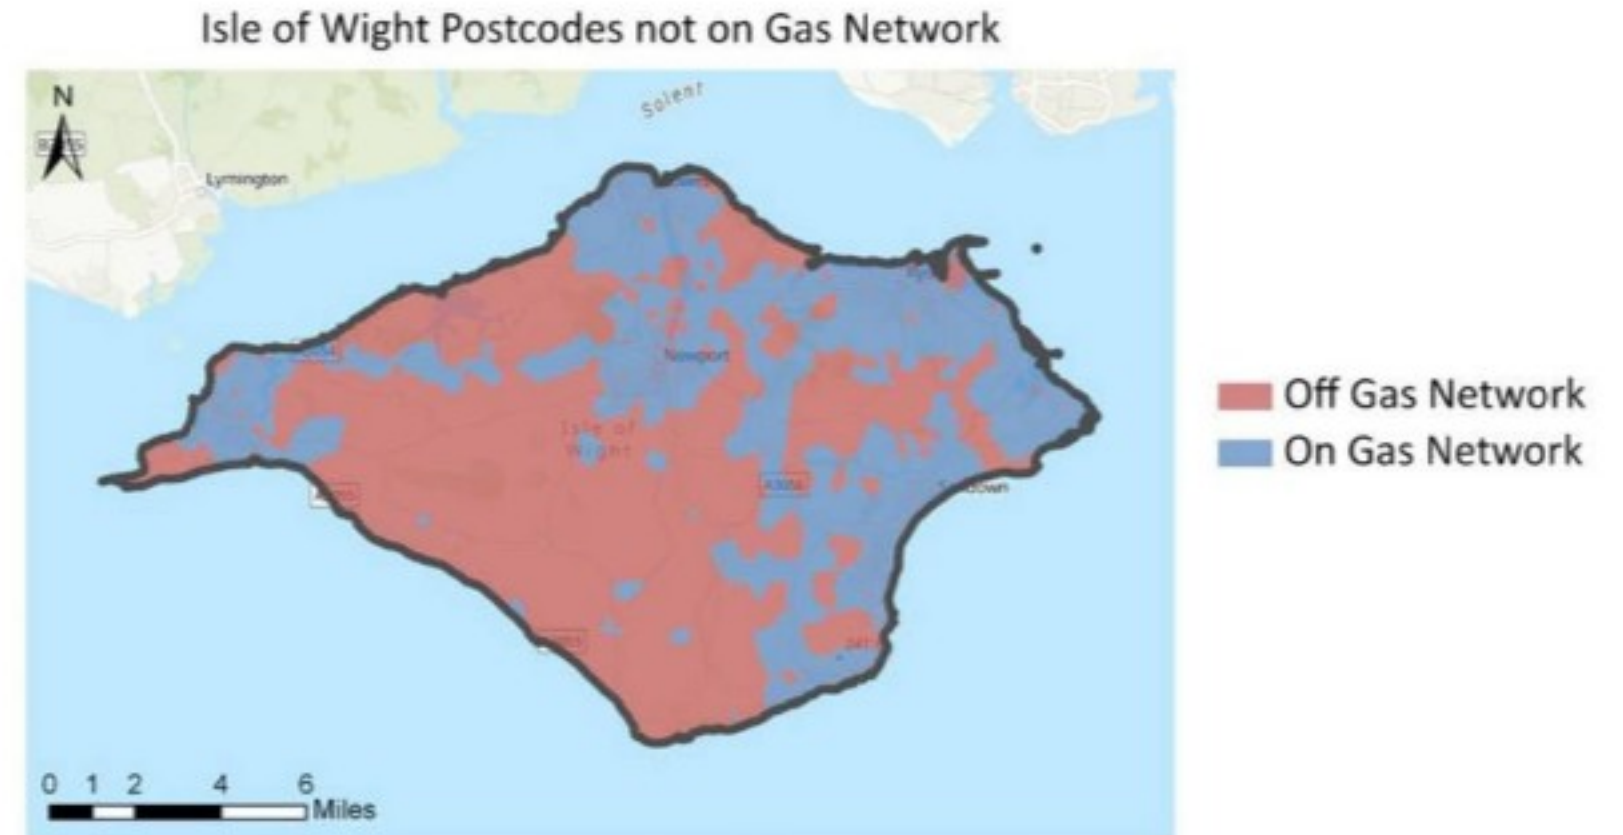 Isle of Wight Postcodes not on Gas Network
Solent
N
Lymington
Newport
Isle of
Wight
Off Gas Network
On Gas Network
0 1 2 4 6
Miles